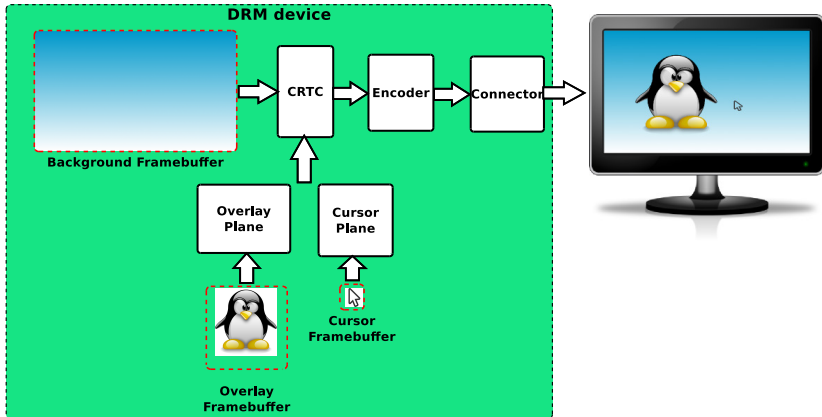 DRM device
CRTC
Encoder
Connector
Background Framebuffer
Overlay
Plane
Cursor
Plane
Cursor
Framebuffer
Overlay
Framebuffer